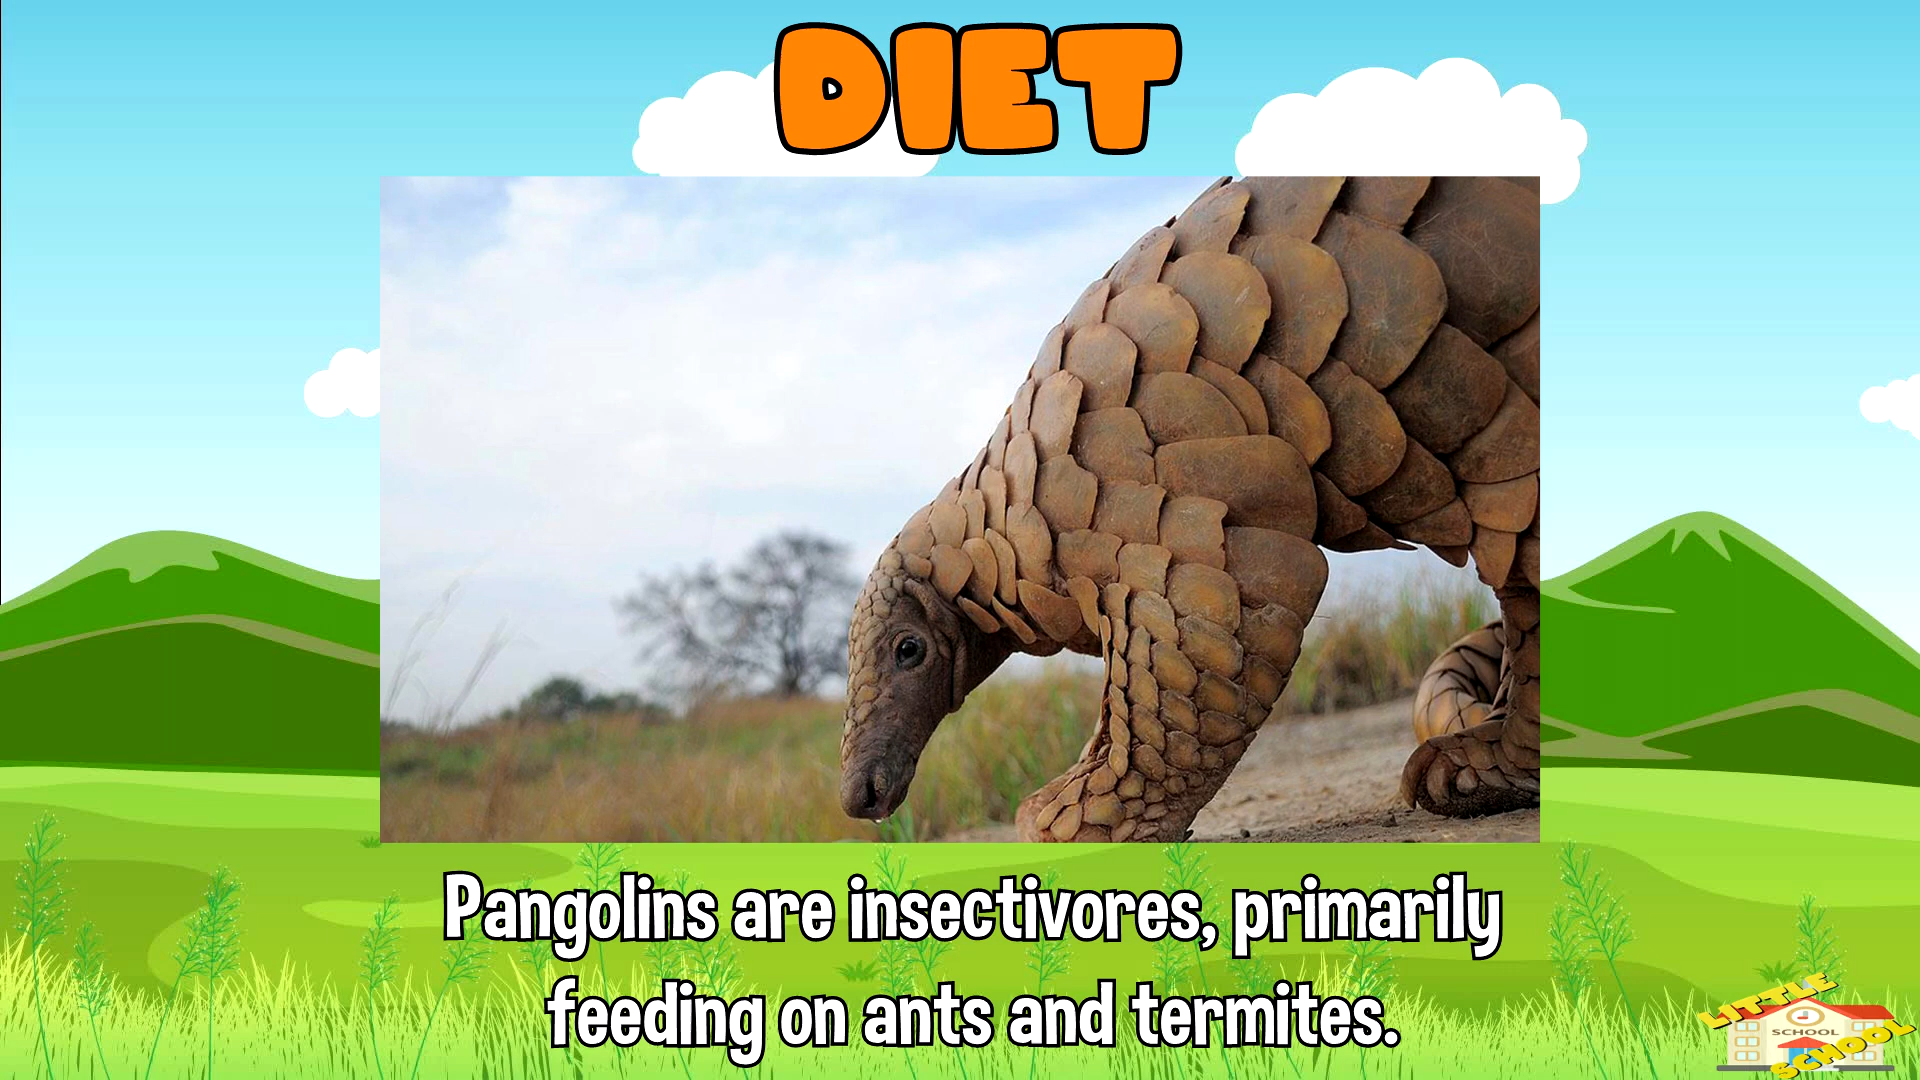 DIET
Pangolins are insectivores, primarily
feeding on ants and termites.
LITTLE
SCHOOL
SCHOOL